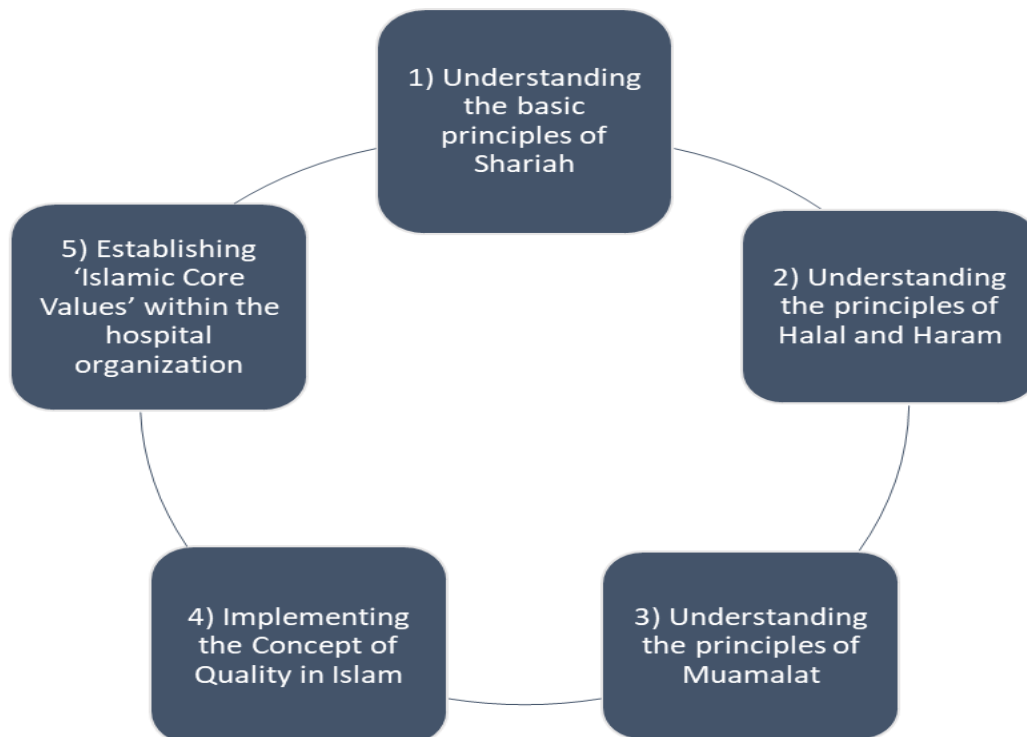 1) Understanding
the basic
principles of
Shariah
2) Understanding
the principles of
Halal and Haram
3) Understanding
the principles of
Muamalat
4) Implementing
the Concept of
Quality in Islam
5) Establishing
‘Islamic Core
Values’ within the
hospital
organization